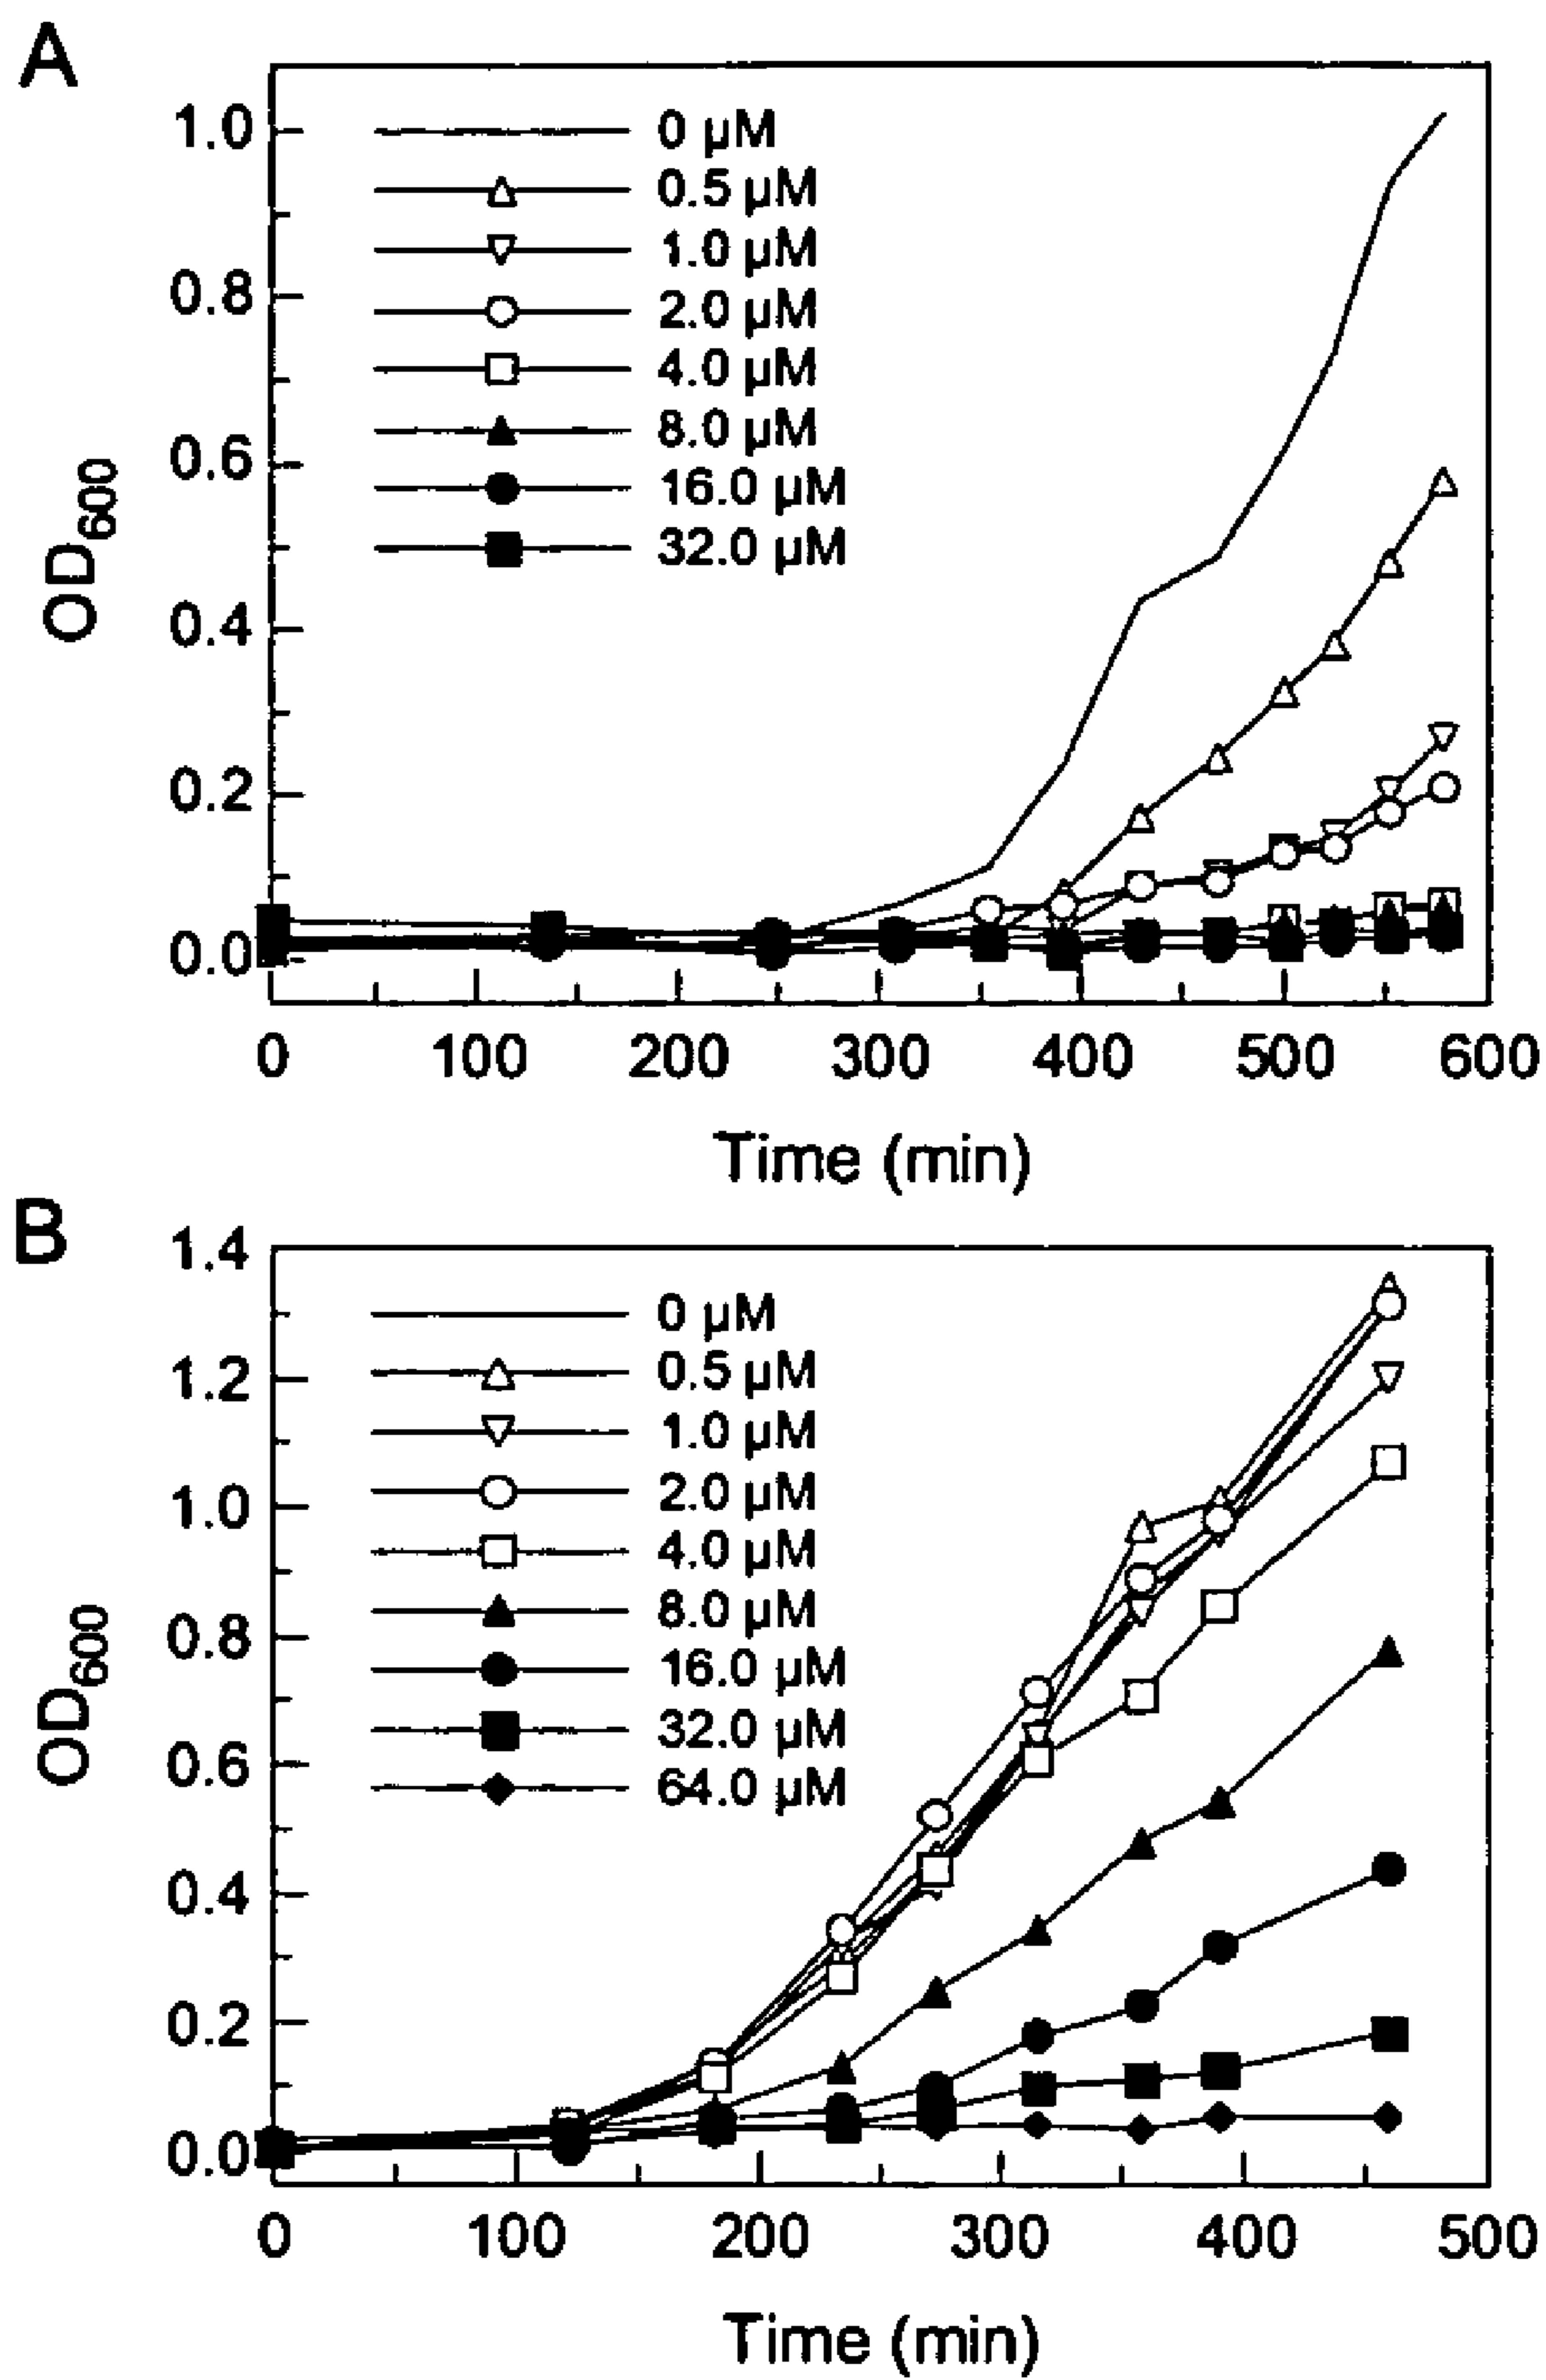 A
1.0
0.8
0.6
0.4
0.2
0.0
OD600
0 µM
0.5 µM
1.0 µM
2.0 µM
4.0 µM
8.0 µM
16.0 µM
32.0 µM
0 100 200 300 400 500 600
Time (min)
B
1.4
1.2
1.0
0.8
0.6
0.4
0.2
0.0
OD600
0 µM
0.5 µM
1.0 µM
2.0 µM
4.0 µM
8.0 µM
16.0 µM
32.0 µM
64.0 µM
0 100 200 300 400 500
Time (min)